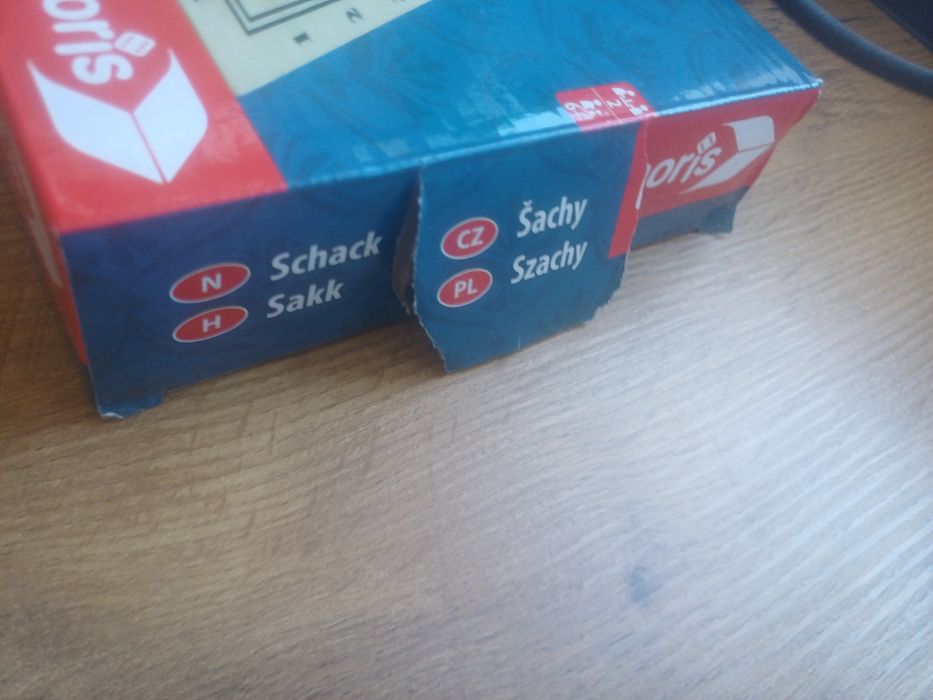 oris
N Schack
H Sakk
CZ Šachy
PL Szachy
oris